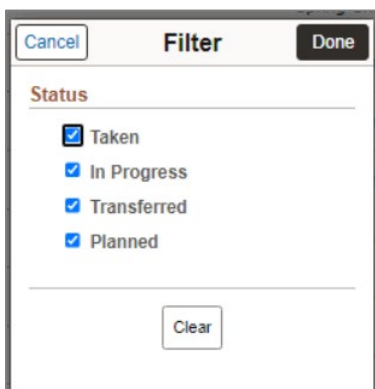 Cancel Filter Done
Status
Taken
In Progress
Transferred
Planned
Clear